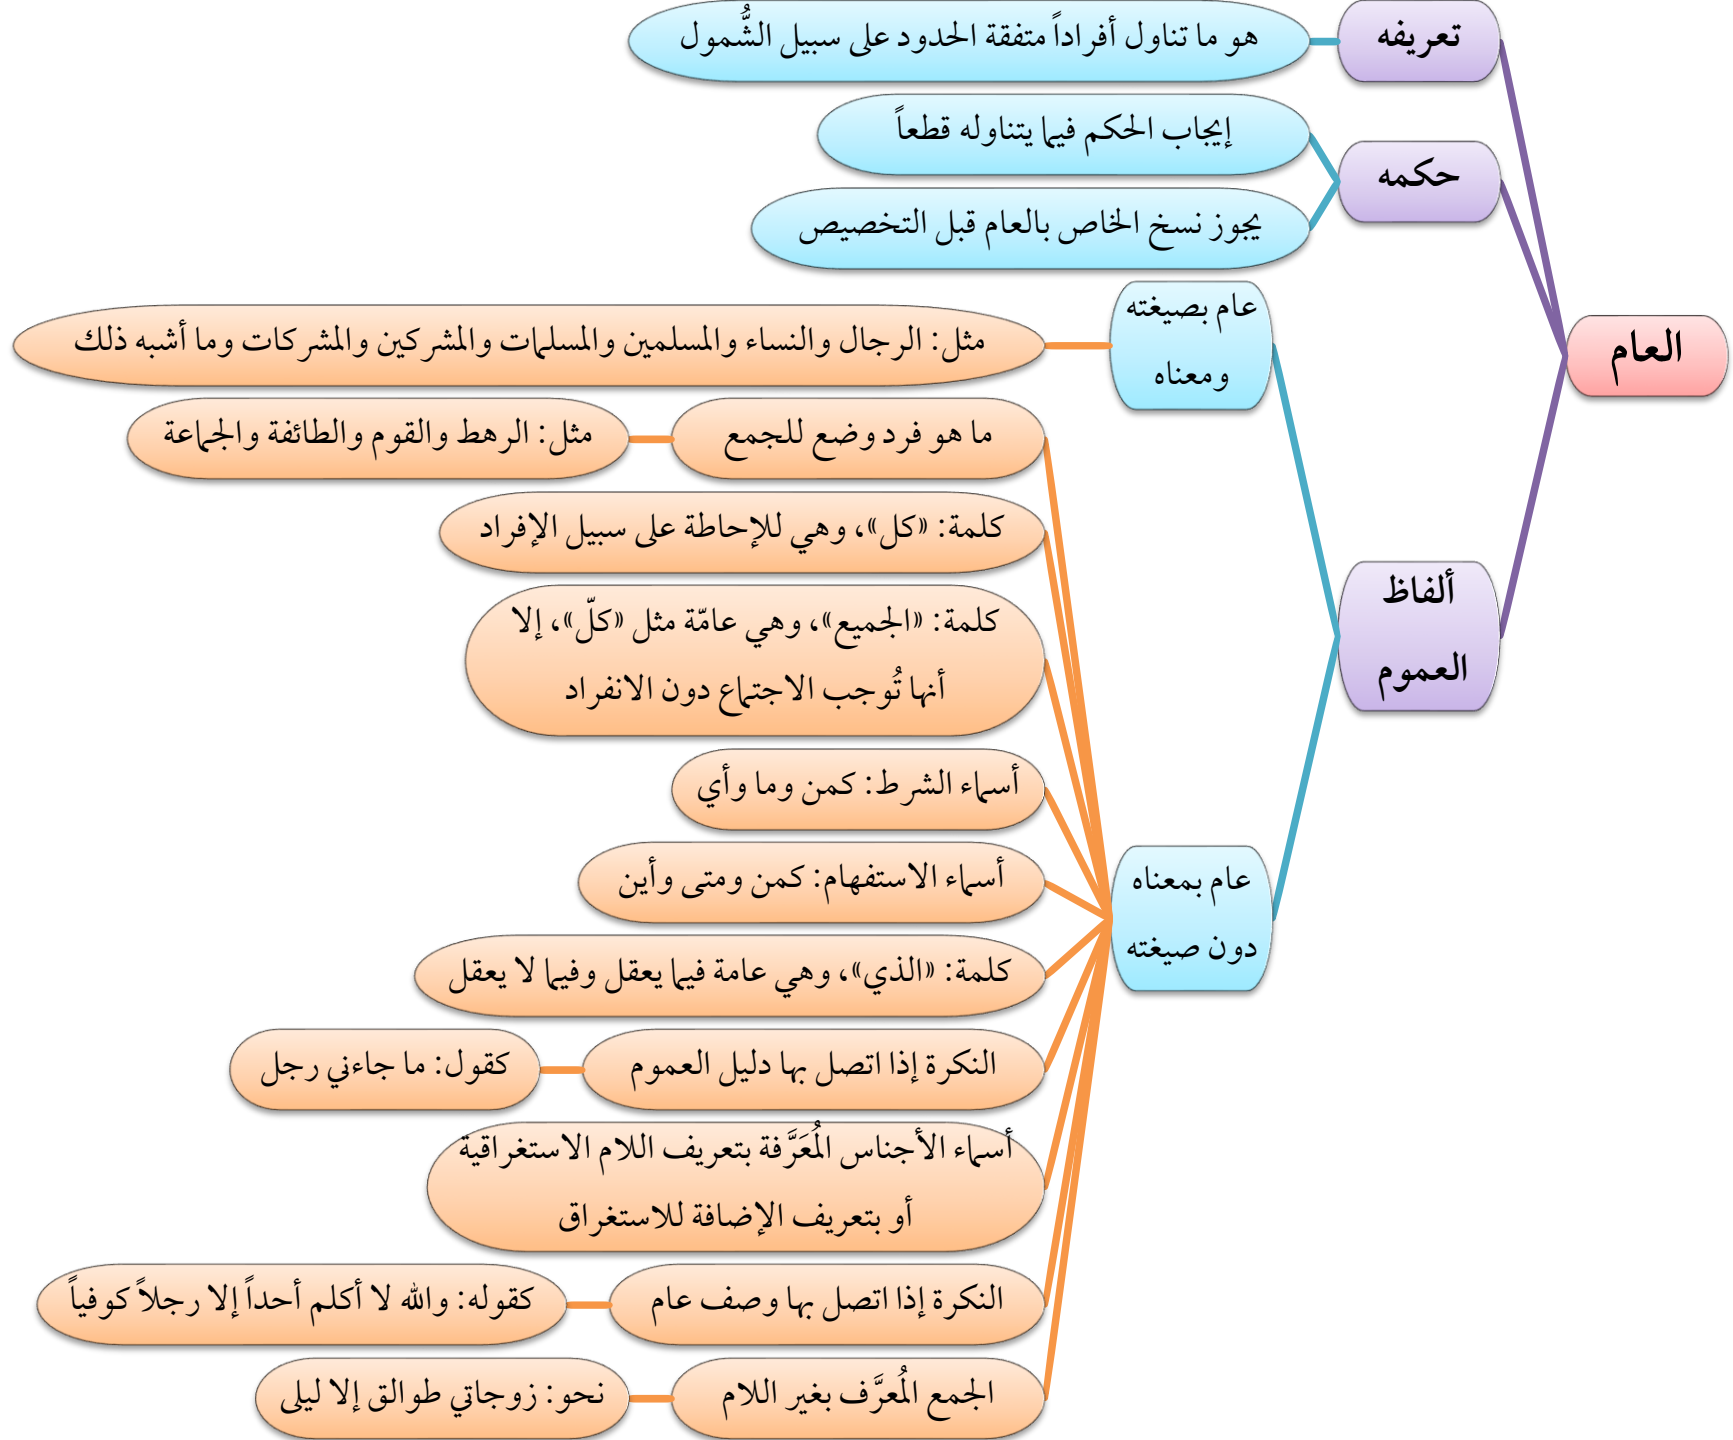 العام
تعريفه
هو ما تناول أفراداً متفقة الحدود على سبيل الشُّمول
حكمه
إيجاب الحكم فيما يتناوله قطعاً
يجوز نسخ الخاص بالعام قبل التخصيص
ألفاظ
العموم
عام بصيغته
ومعناه
مثل: الرجال والنساء والمسلمين والمسلمات والمشركين والمشركات وما أشبه ذلك
عام بمعناه
دون صيغته
ما هو فرد وضع للجمع
مثل: الرهط والقوم والطائفة والجماعة
كلمة: «كل»، وهي للإحاطة على سبيل الإفراد
كلمة: «الجميع»، وهي عامّة مثل «كلّ»، إلا
أنها تُوجب الاجتماع دون الانفراد
أسماء الشرط: كمن وما وأي
أسماء الاستفهام: كمن ومتى وأين
كلمة: «الذي»، وهي عامة فيما يعقل وفيما لا يعقل
النكرة إذا اتصل بها دليل العموم
كقول: ما جاءني رجل
أسماء الأجناس المُعَرَّفة بتعريف اللام الاستغراقية
أو بتعريف الإضافة للاستغراق
النكرة إذا اتصل بها وصف عام
كقوله: والله لا أكلم أحداً إلا رجلاً كوفياً
الجمع المُعرَّف بغير اللام
نحو: زوجاتي طوالق إلا ليلى